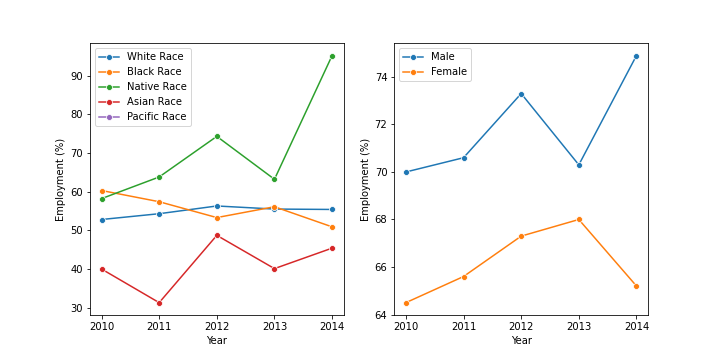 White Race
Black Race
Native Race
Asian Race
Pacific Race
90
80
70
60
50
40
30
Employment (%)
2010 2011 2012 2013 2014
Year
Male
Female
74
72
70
68
66
64
Employment (%)
2010 2011 2012 2013 2014
Year